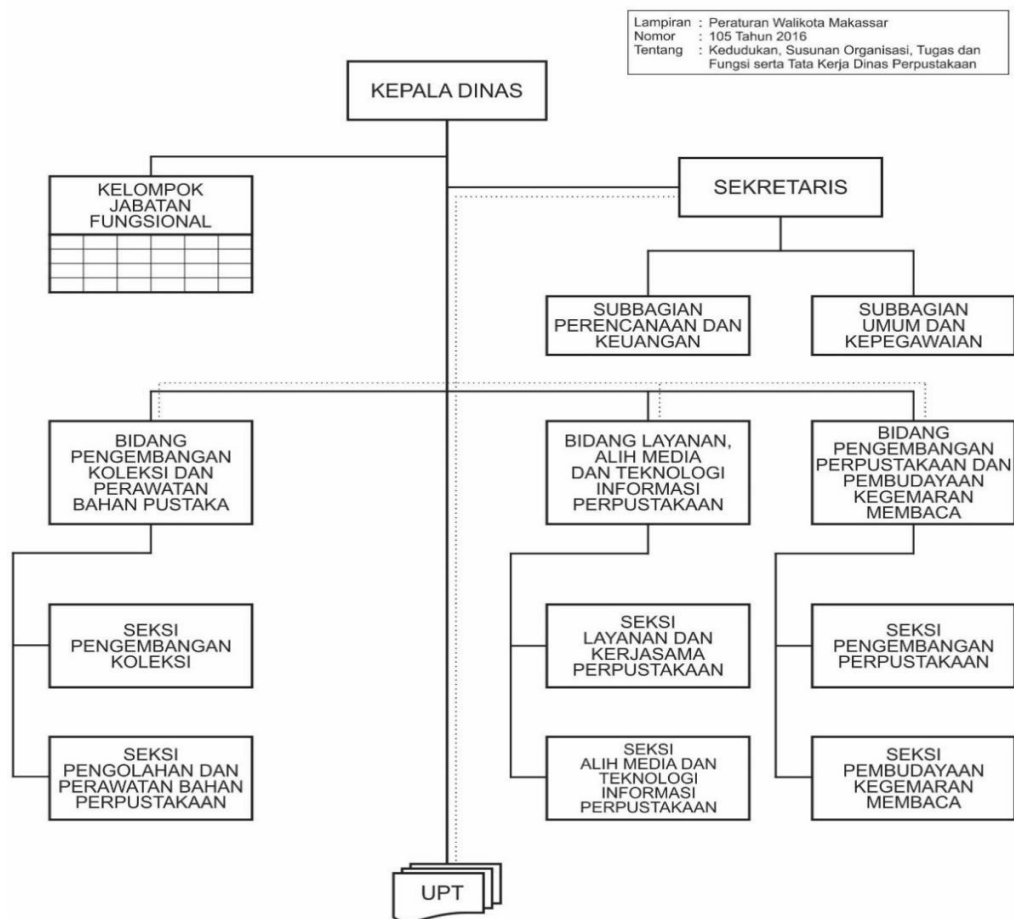 Lampiran : Peraturan Walikota Makassar
Nomor : 105 Tahun 2016
Tentang : Kedudukan, Susunan Organisasi, Tugas dan
Fungsi serta Tata Kerja Dinas Perpustakaan
KEPALA DINAS
KELOMPOK
JABATAN
FUNGSIONAL
SEKRETARIS
SUBBAGIAN
PERENCANAAN DAN
KEUANGAN
SUBBAGIAN
UMUM DAN
KEPEGAWAIAN
BIDANG
PENGEMBANGAN
KOLEKSI DAN
PERAWATAN
BAHAN PUSTAKA
BIDANG LAYANAN,
ALIH MEDIA
DAN TEKNOLOGI
INFORMASI
PERPUSTAKAAN
BIDANG
PENGEMBANGAN
PERPUSTAKAAN DAN
PEMBUDAYAAN
KEGEMARAN
MEMBACA
SEKSI
PENGEMBANGAN
KOLEKSI
SEKSI
LAYANAN DAN
KERJASAMA
PERPUSTAKAAN
SEKSI
PENGEMBANGAN
PERPUSTAKAAN
SEKSI
PENGOLAHAN DAN
PERAWATAN BAHAN
PERPUSTAKAAN
SEKSI
ALIH MEDIA DAN
TEKNOLOGI
INFORMASI
PERPUSTAKAAN
SEKSI
PEMBUDAYAAN
KEGEMARAN
MEMBACA
UPT